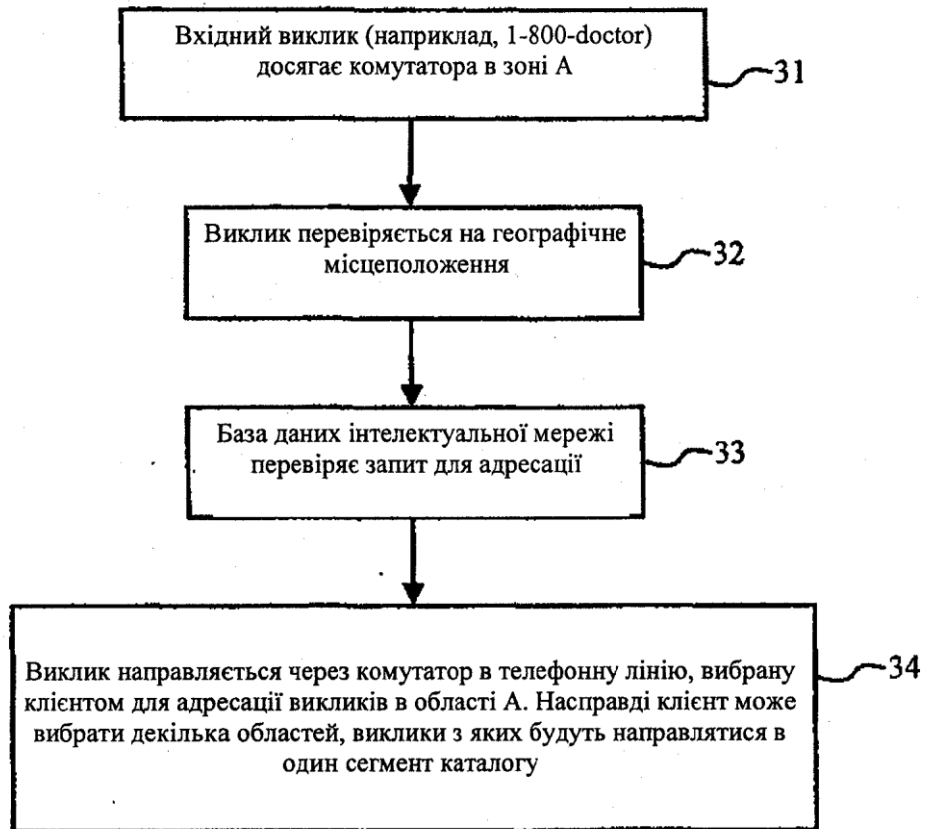 Вхідний виклик (наприклад, 1-800-doctor)
досягає комутатора в зоні А
31
Виклик перевіряється на географічне
місцеположення
32
База даних інтелектуальної мережі
перевіряє запит для адресації
33
Виклик направляється через комутатор в телефонну лінію, вибрану
клієнтом для адресації викликів в області А. Насправді клієнт може
вибрати декілька областей, виклики з яких будуть направлятися в
один сегмент каталогу
34